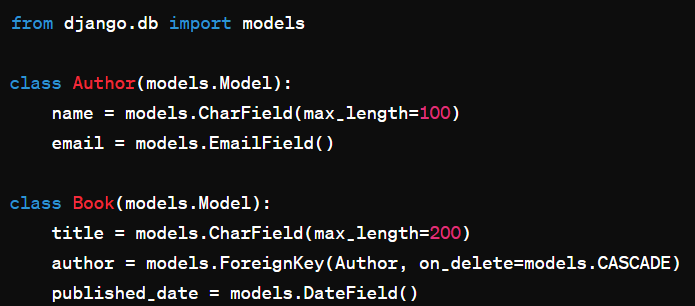 from django.db import models

class Author(models.Model):
    name = models.CharField(max_length=100)
    email = models.EmailField()

class Book(models.Model):
    title = models.CharField(max_length=200)
    author = models.ForeignKey(Author, on_delete=models.CASCADE)
    published_date = models.DateField()